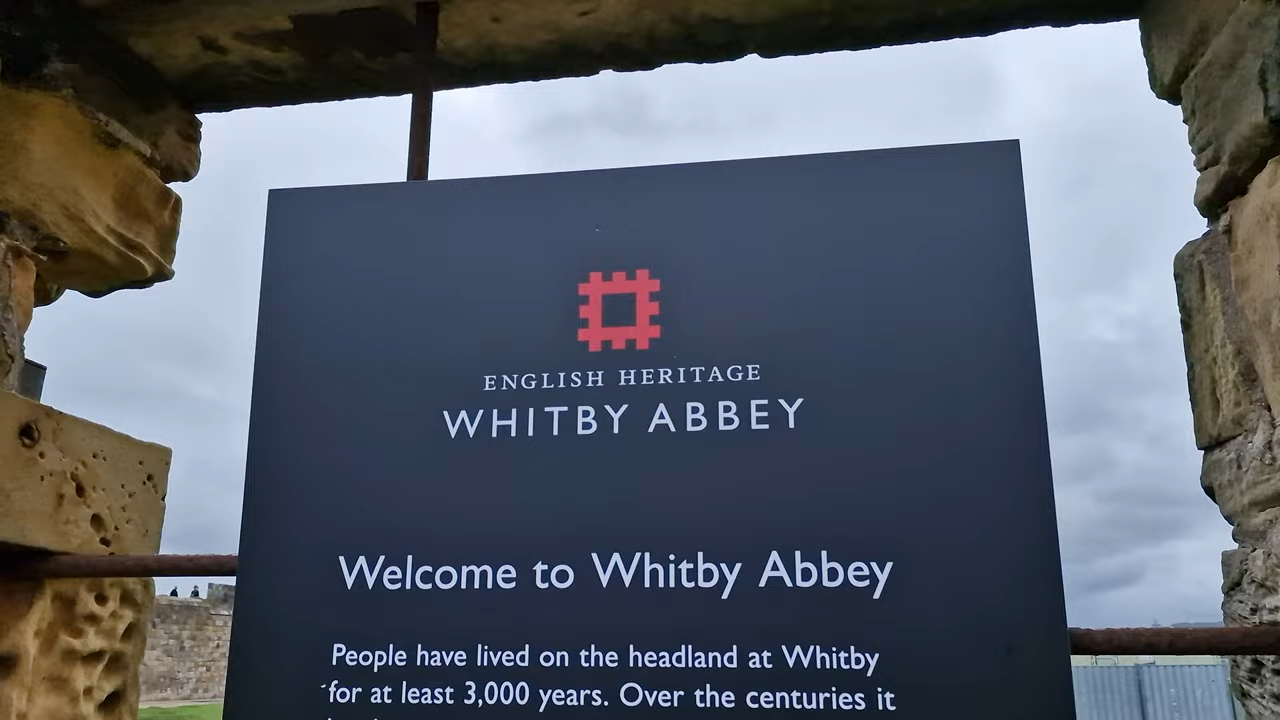 ENGLISH HERITAGE
WHITBY ABBEY
Welcome to Whitby Abbey
People have lived on the headland at Whitby
for at least 3,000 years. Over the centuries it